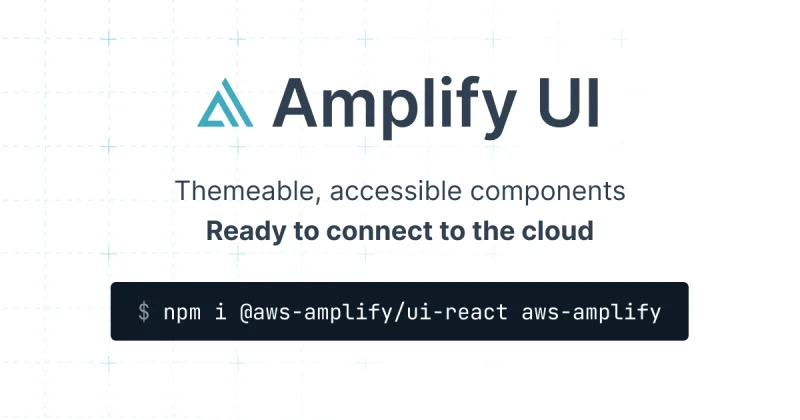 Amplify UI
Themeable, accessible components
Ready to connect to the cloud
$ npm i @aws-amplify/ui-react aws-amplify